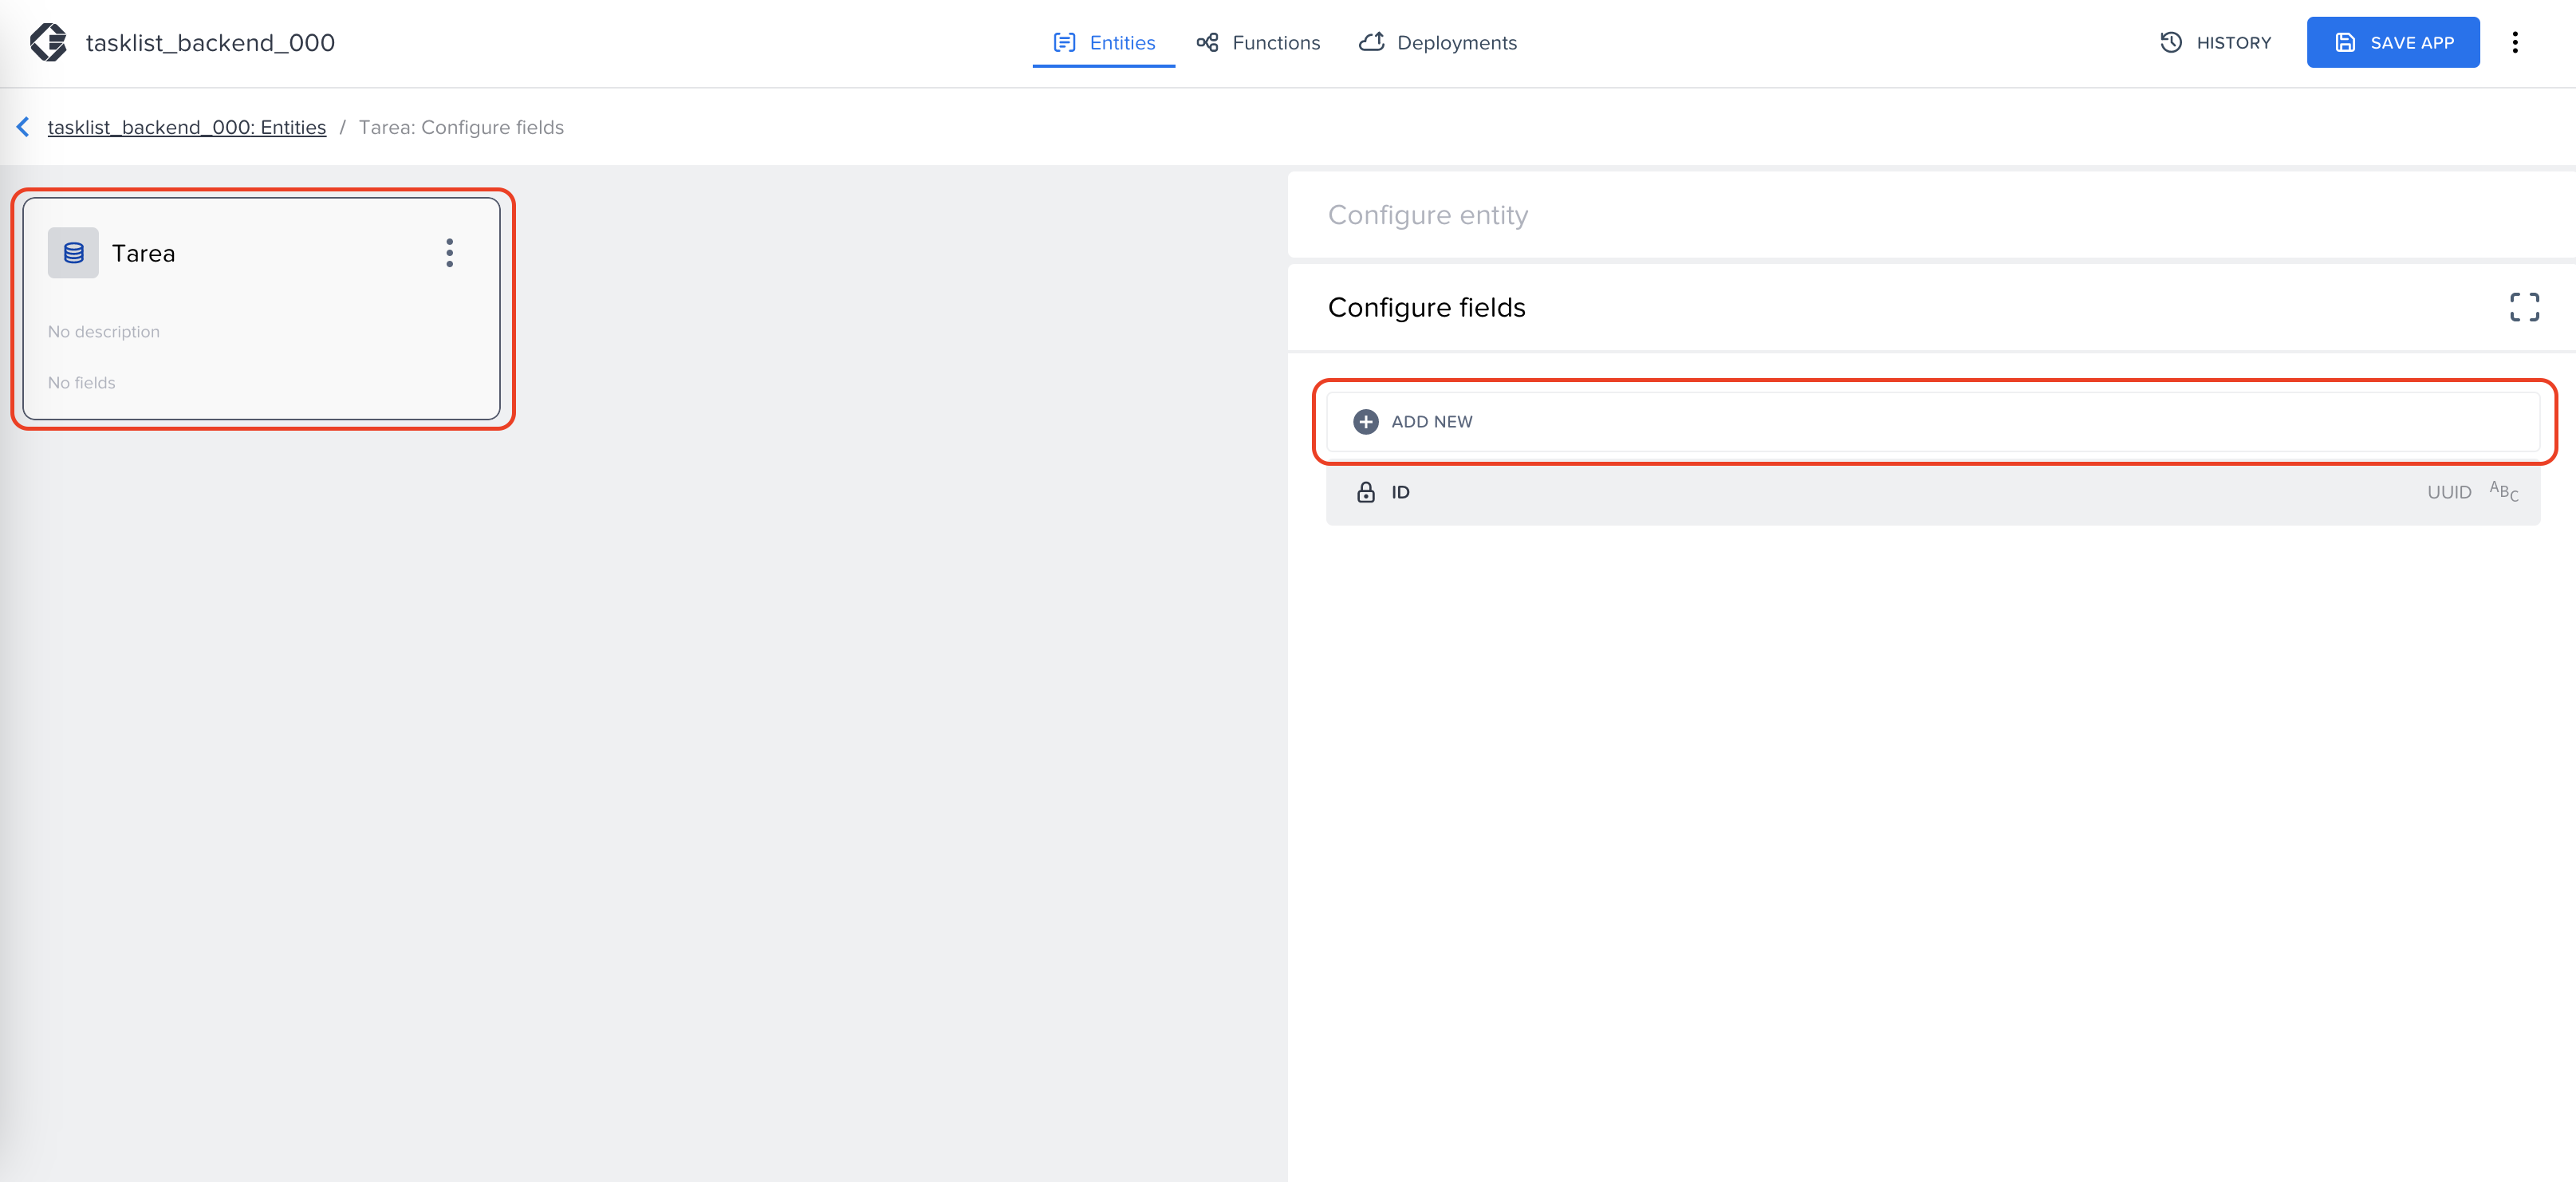 tasklist_backend_000
Entities
Functions
Deployments
HISTORY
SAVE APP
tasklist_backend_000: Entities / Tarea: Configure fields
Tarea
No description
No fields
Configure entity
Configure fields
ADD NEW
ID
UUID ABC